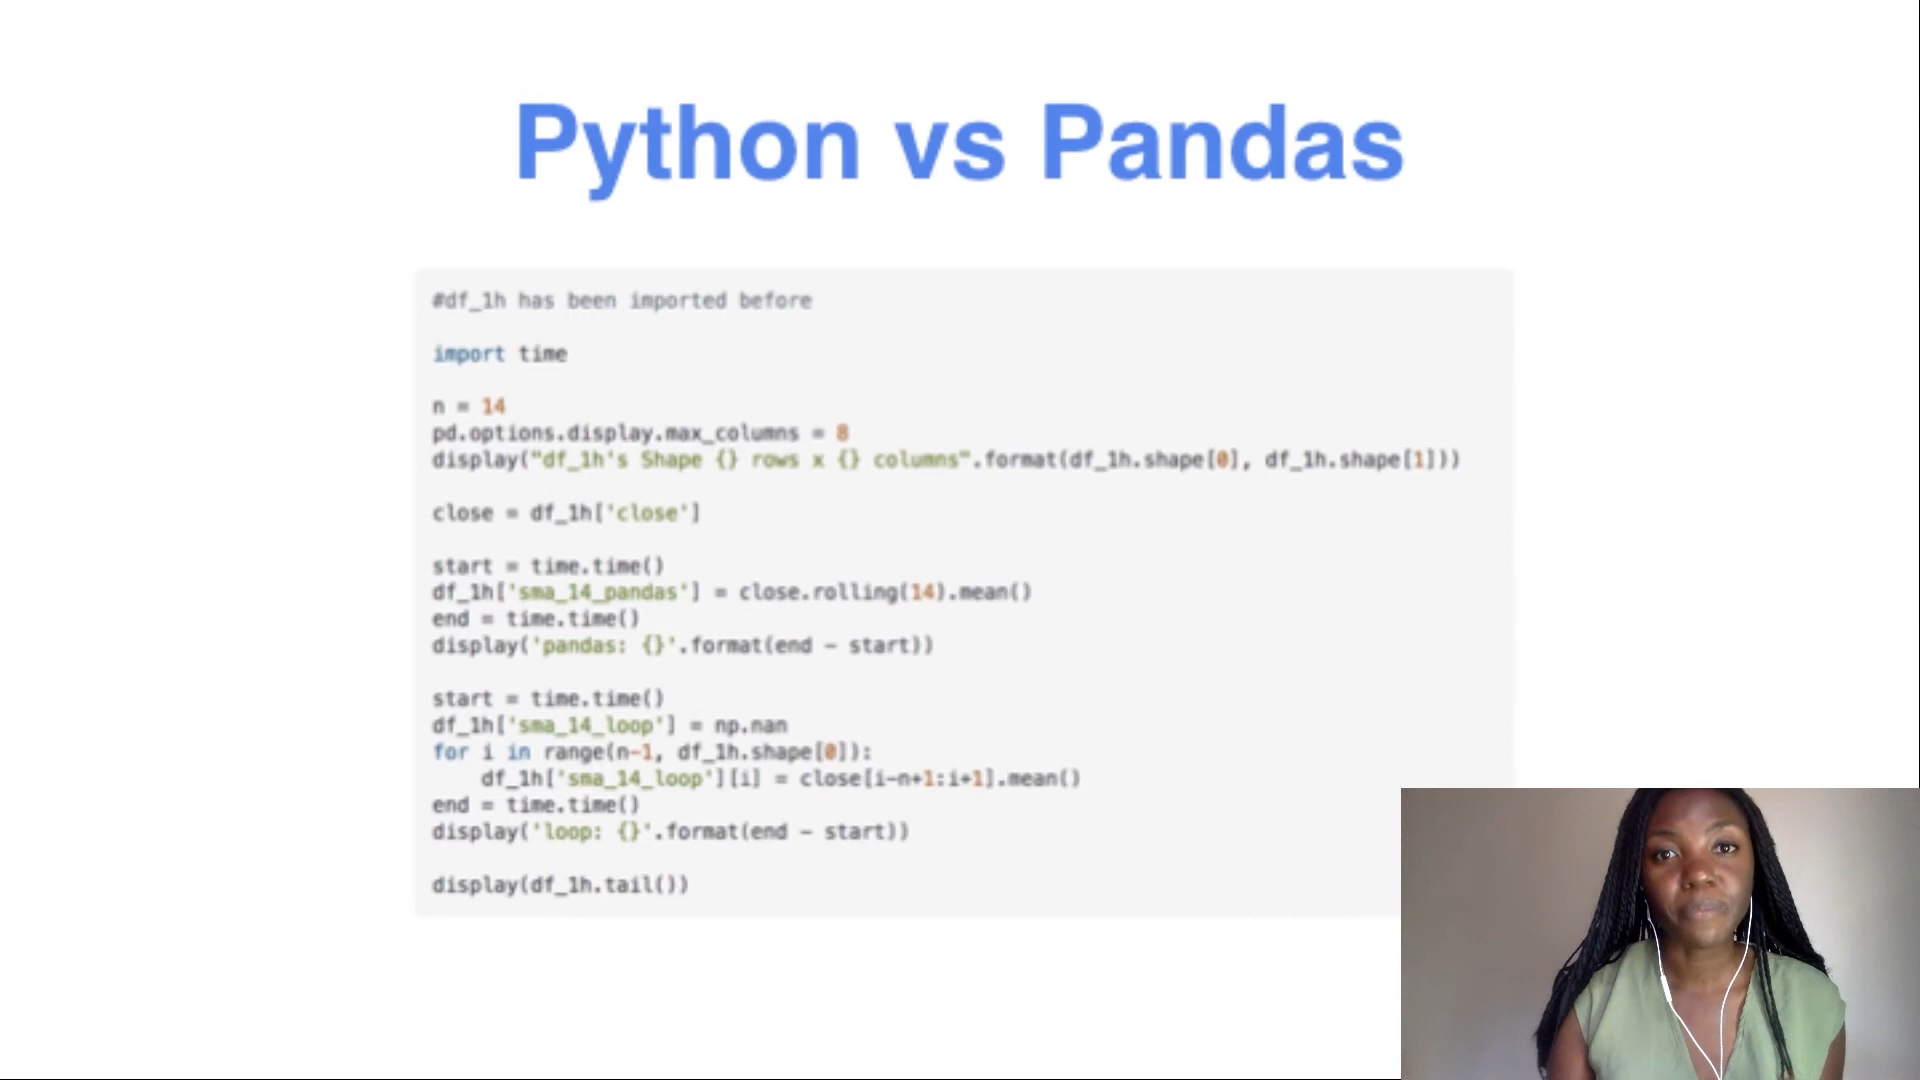 Python vs Pandas
#df_1h has been imported before
import time
n = 14
pd.options.display.max_columns = 8
display("df_1h's Shape {} rows x {} columns".format(df_1h.shape[0], df_1h.shape[1]))
close = df_1h['close']
start = time.time()
df_1h['sma_14_pandas'] = close.rolling(14).mean()
end = time.time()
display('pandas: {}'.format(end - start))
start = time.time()
df_1h['sma_14_loop'] = np.nan
for i in range(n-1, df_1h.shape[0]):
    df_1h['sma_14_loop'][i] = close[i-n+1:i+1].mean()
end = time.time()
display('loop: {}'.format(end - start))
display(df_1h.tail())